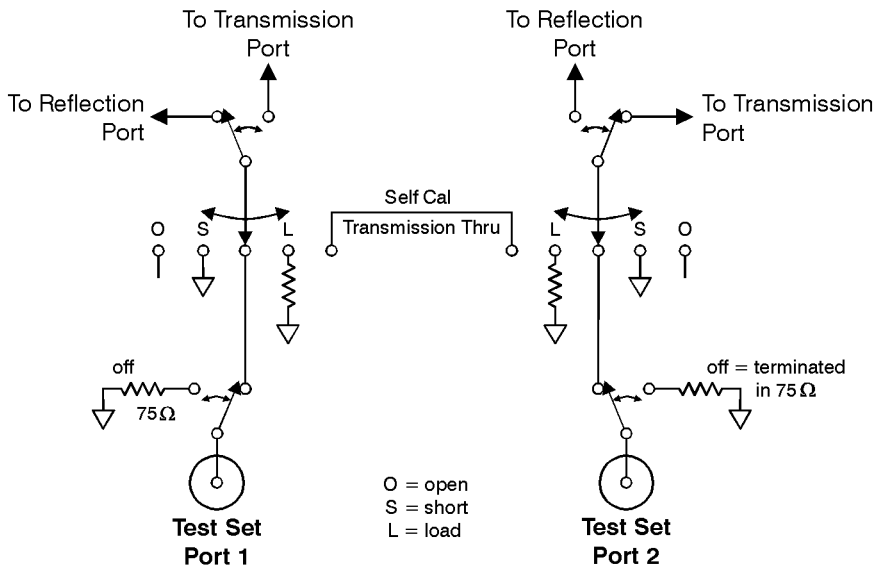 To Transmission
Port
To Reflection
Port
To Reflection
Port
To Transmission
Port
Self Cal
Transmission Thru
O
S
L
L
S
O
off
75Ω
off = terminated
in 75Ω
O = open
S = short
L = load
Test Set
Port 1
Test Set
Port 2